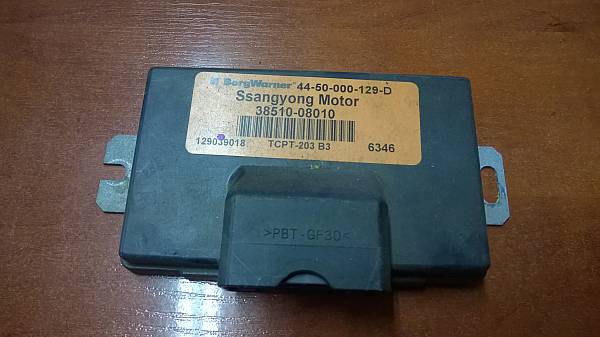 BorgWarner 44-50-000-129-D
Ssangyong Motor
38510-08010
129039018 TCPT-203 B3 6346
>PBT-GF30<